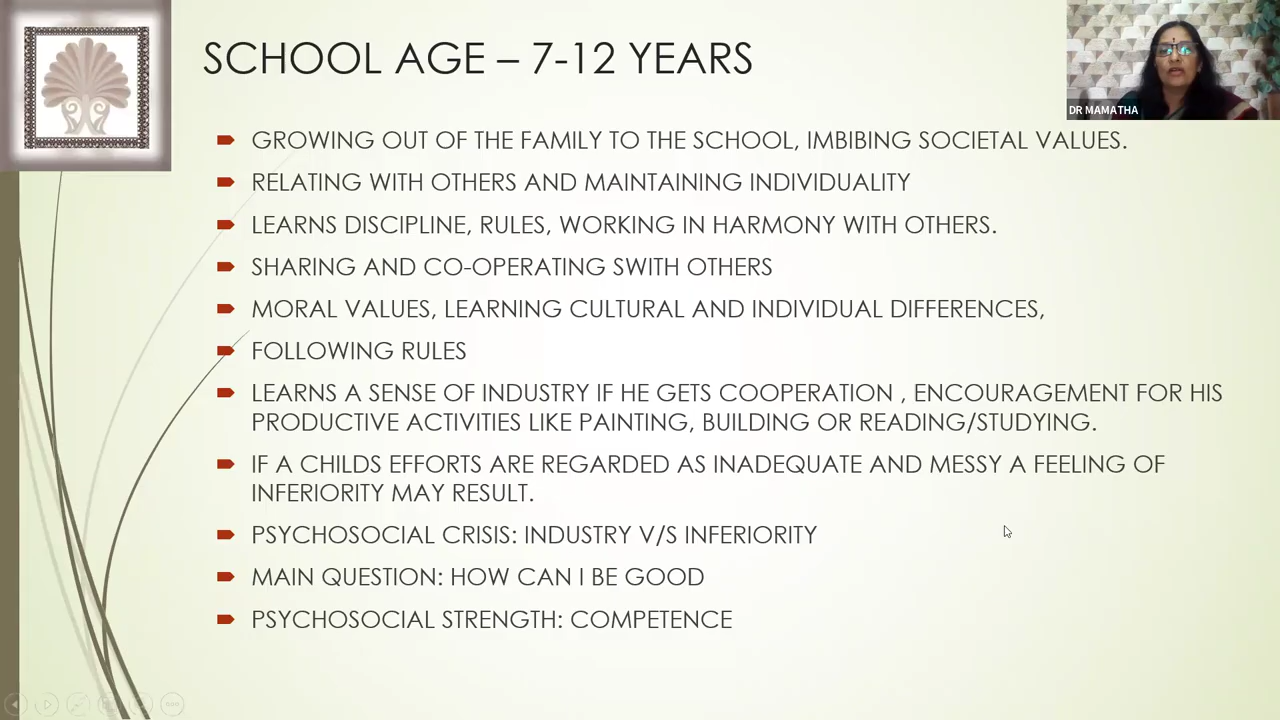 SCHOOL AGE – 7-12 YEARS
DR MAMATHA
GROWING OUT OF THE FAMILY TO THE SCHOOL, IMBIBING SOCIETAL VALUES.
RELATING WITH OTHERS AND MAINTAINING INDIVIDUALITY
LEARNS DISCIPLINE, RULES, WORKING IN HARMONY WITH OTHERS.
SHARING AND CO-OPERATING SWITH OTHERS
MORAL VALUES, LEARNING CULTURAL AND INDIVIDUAL DIFFERENCES,
FOLLOWING RULES
LEARNS A SENSE OF INDUSTRY IF HE GETS COOPERATION , ENCOURAGEMENT FOR HIS
PRODUCTIVE ACTIVITIES LIKE PAINTING, BUILDING OR READING/STUDYING.
IF A CHILDS EFFORTS ARE REGARDED AS INADEQUATE AND MESSY A FEELING OF
INFERIORITY MAY RESULT.
PSYCHOSOCIAL CRISIS: INDUSTRY V/S INFERIORITY
MAIN QUESTION: HOW CAN I BE GOOD
PSYCHOSOCIAL STRENGTH: COMPETENCE